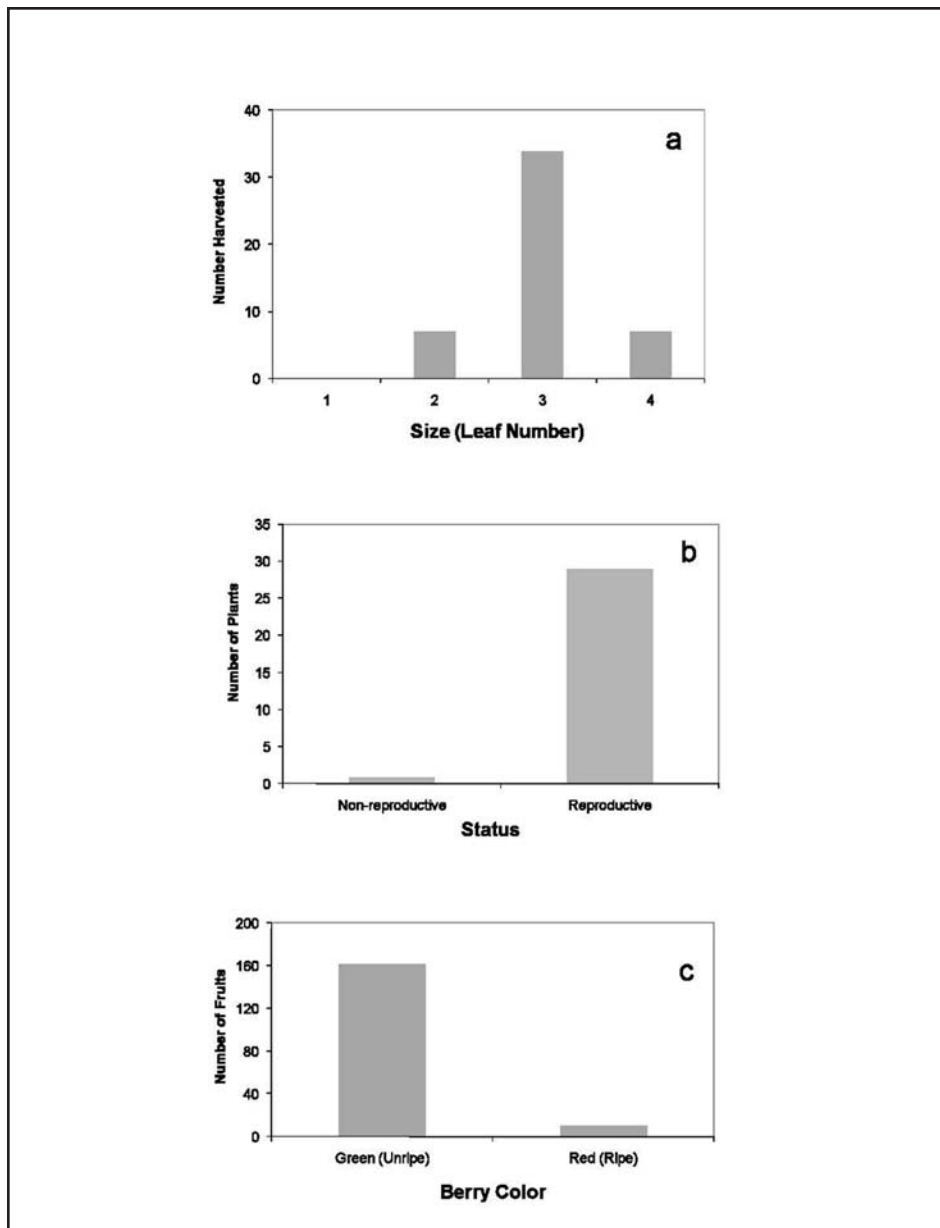 40
a
30
20
10
0
Number Harvested
1 2 3 4
Size (Leaf Number)
35
b
30
25
20
15
10
5
0
Number of Plants
Non-reproductive Reproductive
Status
200
c
160
120
80
40
0
Number of Fruits
Green (Unripe) Red (Ripe)
Berry Color